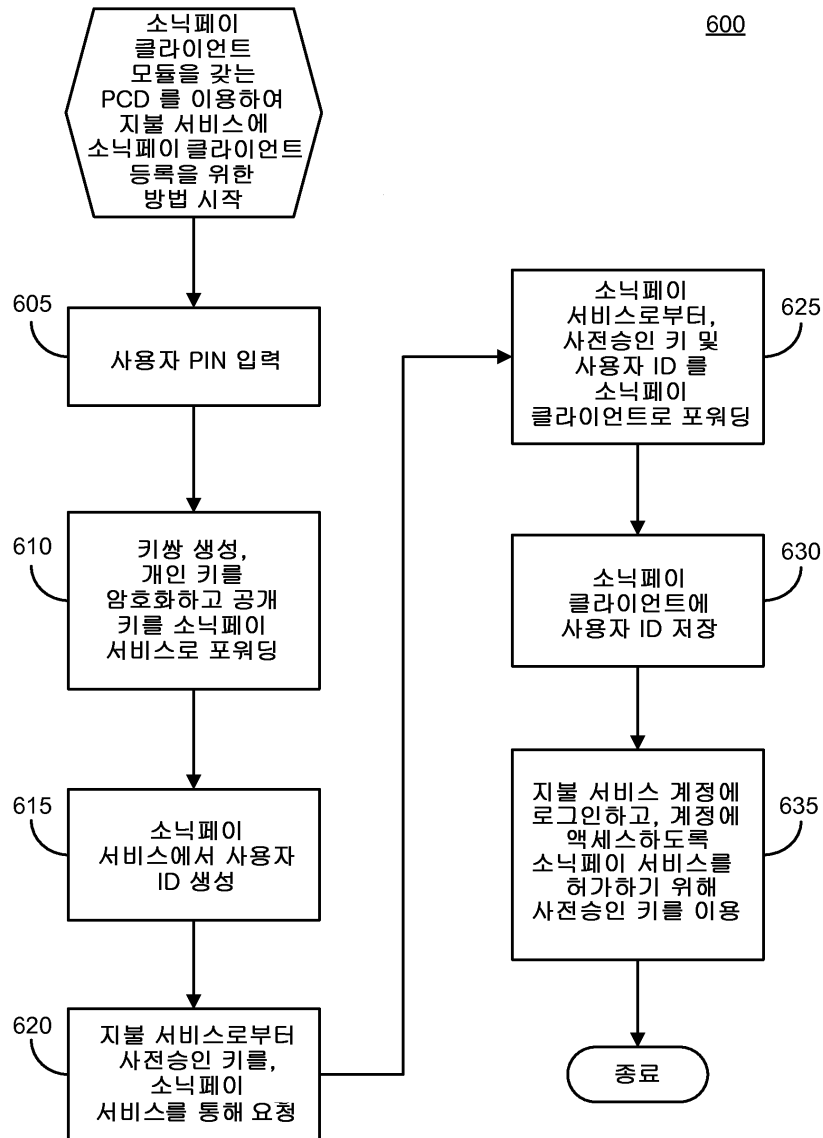 600
소닉페이
클라이언트
모듈을 갖는
PCD 를 이용하여
지불 서비스에
소닉페이 클라이언트
등록을 위한
방법 시작
605
사용자 PIN 입력
610
키쌍 생성,
개인 키를
암호화하고 공개
키를 소닉페이
서비스로 포워딩
615
소닉페이
서비스에서 사용자
ID 생성
620
지불 서비스로부터
사전승인 키를,
소닉페이
서비스를 통해 요청
625
소닉페이
서비스로부터,
사전승인 키 및
사용자 ID 를
소닉페이
클라이언트로 포워딩
630
소닉페이
클라이언트에
사용자 ID 저장
635
지불 서비스 계정에
로그인하고, 계정에
액세스하도록
소닉페이 서비스를
허가하기 위해
사전승인 키를 이용
종료